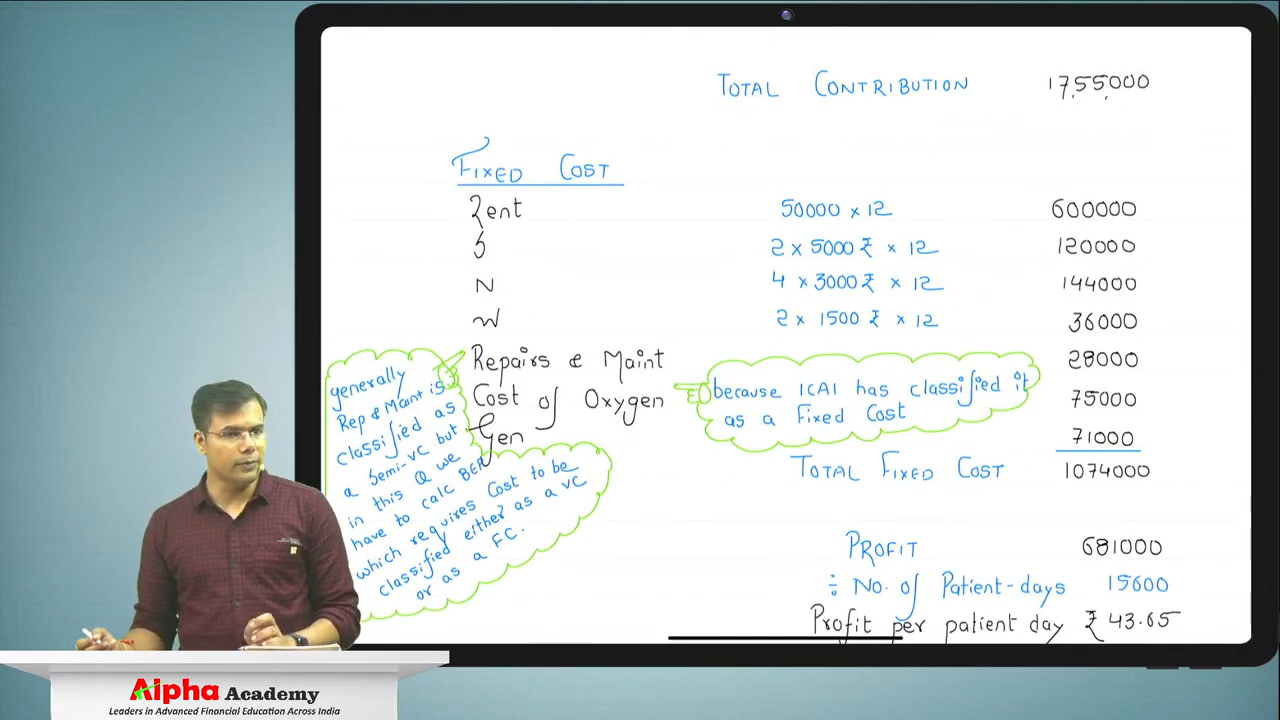 TOTAL CONTRIBUTION 17,55,000
FIXED COST
Rent 50000 x 12 600000
S 2 x 5000 ₹ x 12 120000
N 4 x 3000 ₹ x 12 144000
W 2 x 1500 ₹ x 12 36000
Repairs & Maint 28000
Cost of Oxygen 75000
Gen 71000
TOTAL FIXED COST 1074000
generally
Rep & Maint is
classified as
a Semi-VC but
in this Q we
have to calc BEP
which requires Cost to be
classified either as a VC
or as a FC.
because ICAI has classified it
as a Fixed Cost
PROFIT 681000
÷ No. of Patient-days 15600
Profit per patient day ₹ 43.65
Alpha Academy
Leaders in Advanced Financial Education Across India